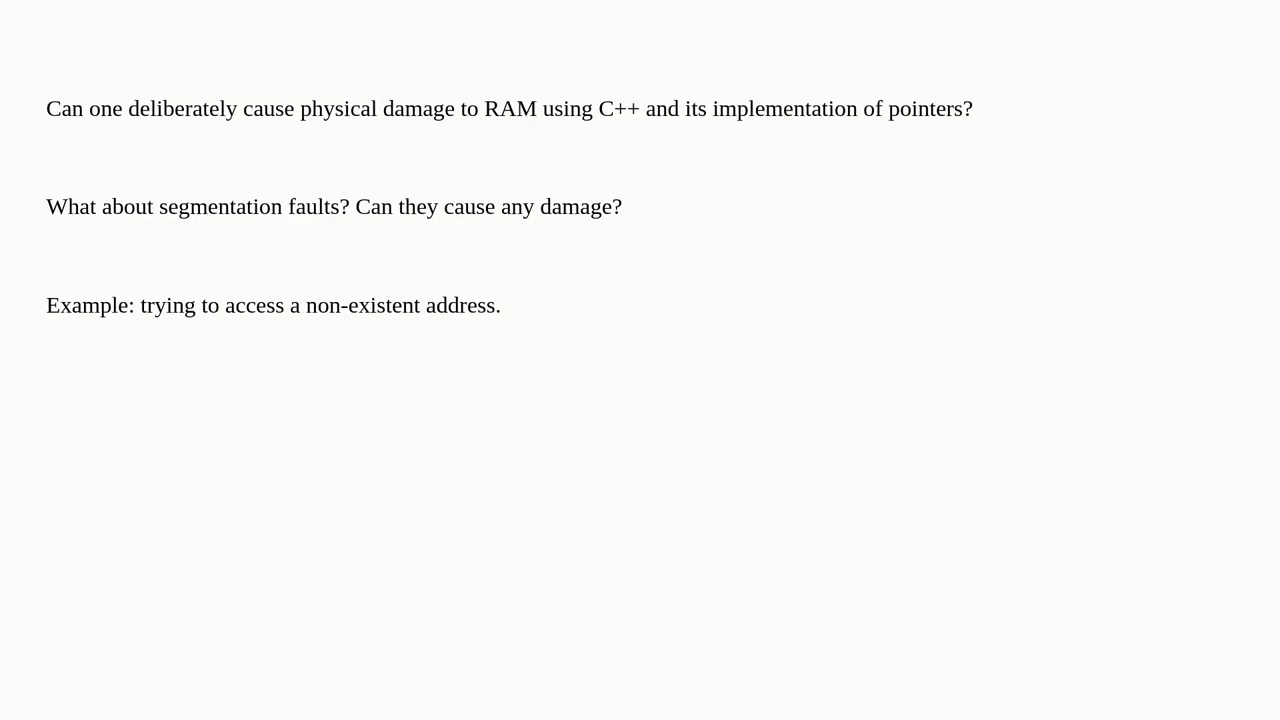 Can one deliberately cause physical damage to RAM using C++ and its implementation of pointers?
What about segmentation faults? Can they cause any damage?
Example: trying to access a non-existent address.